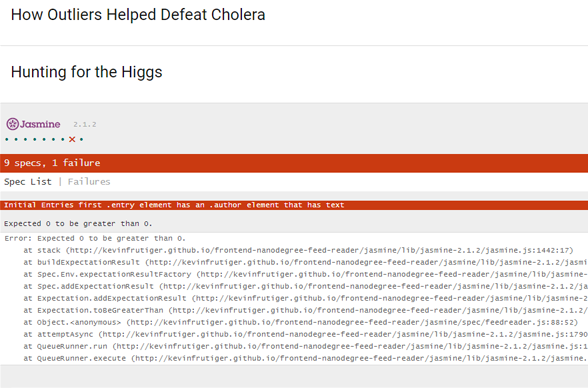 How Outliers Helped Defeat Cholera
Hunting for the Higgs
Jasmine 2.1.2
9 specs, 1 failure
Spec List | Failures
Initial Entries first .entry element has an .author element that has text
Expected 0 to be greater than 0.
Error: Expected 0 to be greater than 0.
at stack (http://kevinfrutiger.github.io/frontend-nanodegree-feed-reader/jasmine/lib/jasmine-2.1.2/jasmine.js:1442:17)
at buildExpectationResult (http://kevinfrutiger.github.io/frontend-nanodegree-feed-reader/jasmine/lib/jasmine-2.1.2/jasmi
at Spec.Env.expectationResultFactory (http://kevinfrutiger.github.io/frontend-nanodegree-feed-reader/jasmine/lib/jasmine-
at Spec.addExpectationResult (http://kevinfrutiger.github.io/frontend-nanodegree-feed-reader/jasmine/lib/jasmine-2.1.2/ja
at Expectation.addExpectationResult (http://kevinfrutiger.github.io/frontend-nanodegree-feed-reader/jasmine/lib/jasmine-2
at Expectation.toBeGreaterThan (http://kevinfrutiger.github.io/frontend-nanodegree-feed-reader/jasmine/lib/jasmine-2.1.2/
at Object.<anonymous> (http://kevinfrutiger.github.io/frontend-nanodegree-feed-reader/jasmine/spec/feedreader.js:88:52)
at attemptAsync (http://kevinfrutiger.github.io/frontend-nanodegree-feed-reader/jasmine/lib/jasmine-2.1.2/jasmine.js:1790
at QueueRunner.run (http://kevinfrutiger.github.io/frontend-nanodegree-feed-reader/jasmine/lib/jasmine-2.1.2/jasmine.js:1
at QueueRunner.execute (http://kevinfrutiger.github.io/frontend-nanodegree-feed-reader/jasmine/lib/jasmine-2.1.2/jasmine.